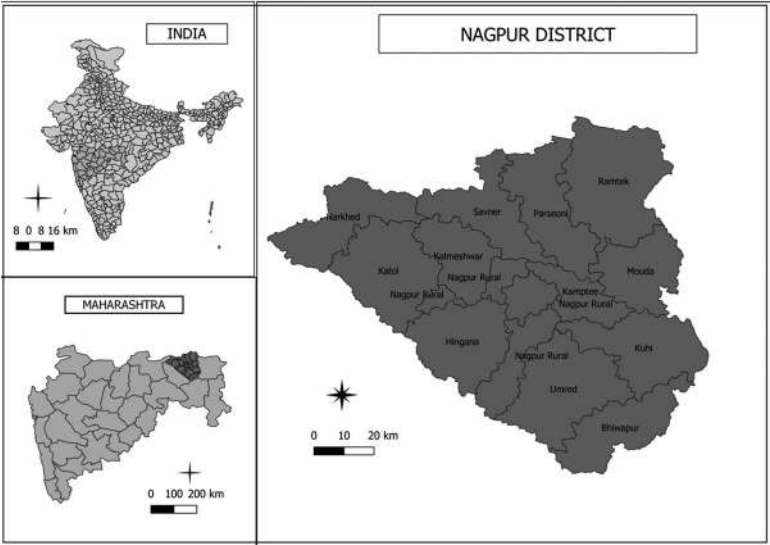 INDIA
8 0 8 16 km
MAHARASHTRA
0 100 200 km
NAGPUR DISTRICT
Ramtek
Narkhed
Savner
Parseoni
Kalmeshwar
Katol
Nagpur Rural
Mouda
Nagpur Rural
Kamptee
Nagpur Rural
Hingana
Nagpur Rural
Kuhi
Umred
Bhiwapur
0 10 20 km